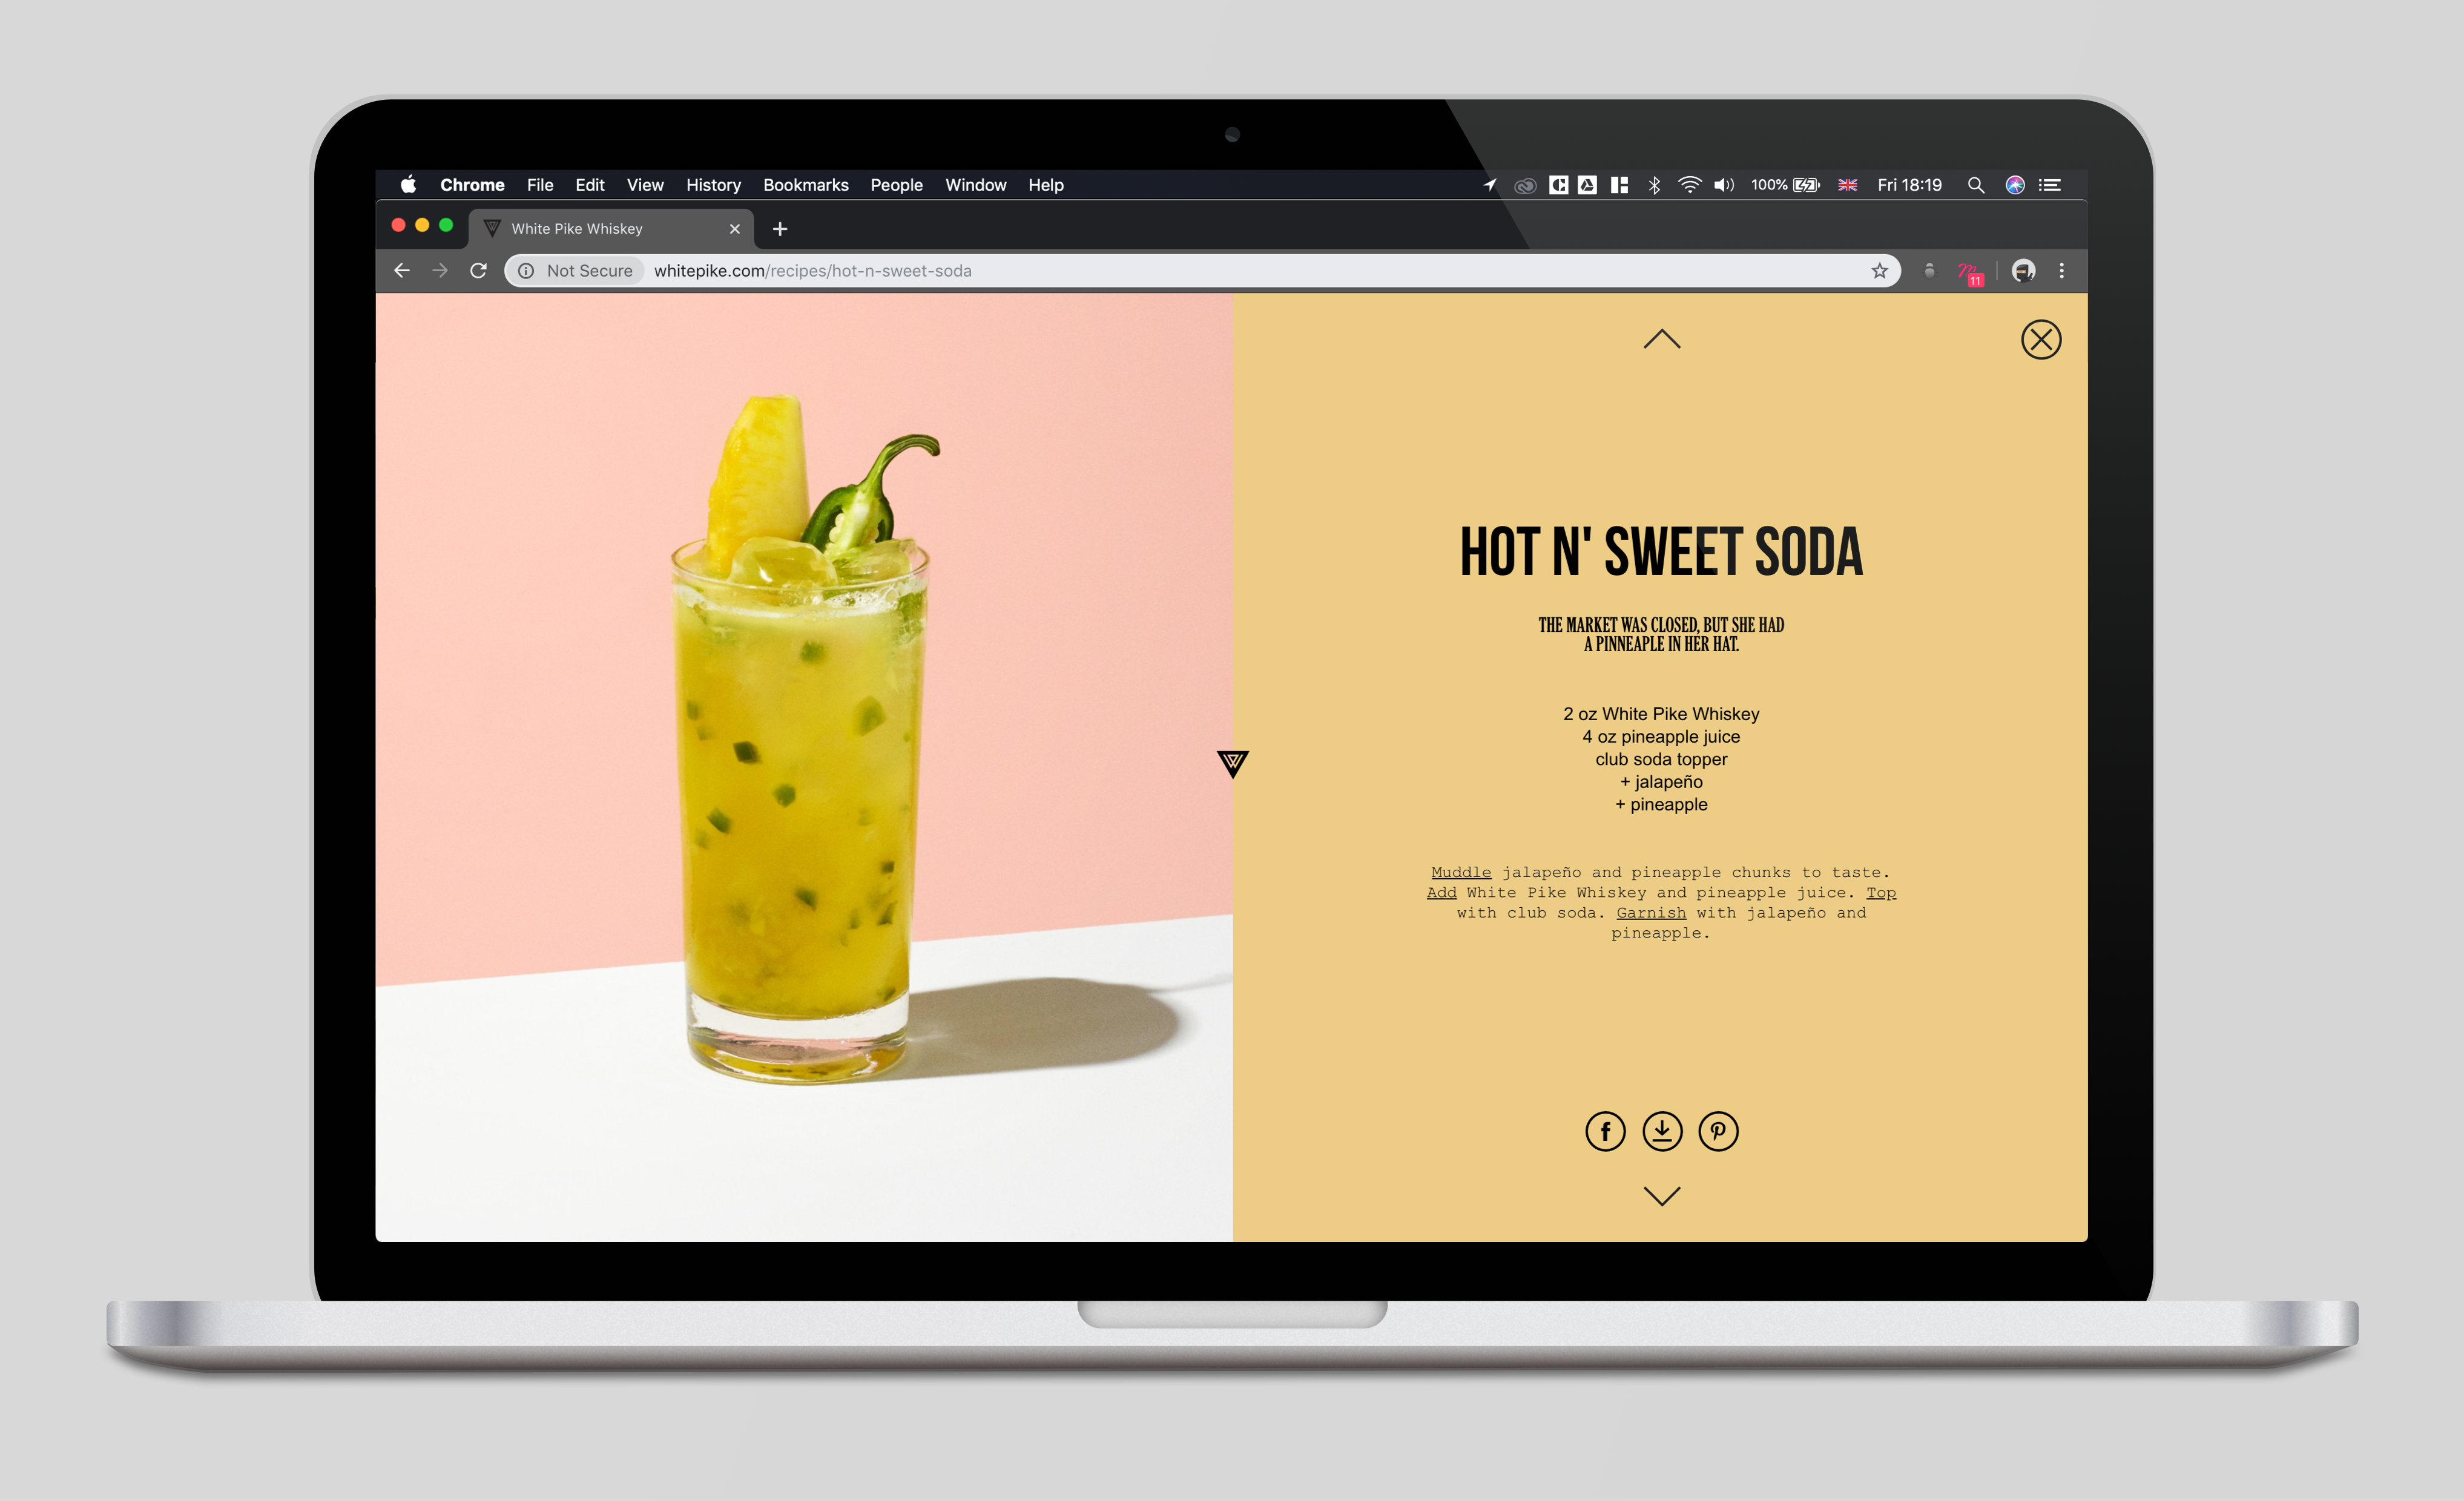 Chrome File Edit View History Bookmarks People Window Help 100% Fri 18:19
White Pike Whiskey
Not Secure whitepike.com/recipes/hot-n-sweet-soda
11
HOT N' SWEET SODA
THE MARKET WAS CLOSED, BUT SHE HAD
A PINNEAPLE IN HER HAT.
2 oz White Pike Whiskey
4 oz pineapple juice
club soda topper
+ jalapeño
+ pineapple
Muddle jalapeño and pineapple chunks to taste.
Add White Pike Whiskey and pineapple juice. Top
with club soda. Garnish with jalapeño and
pineapple.